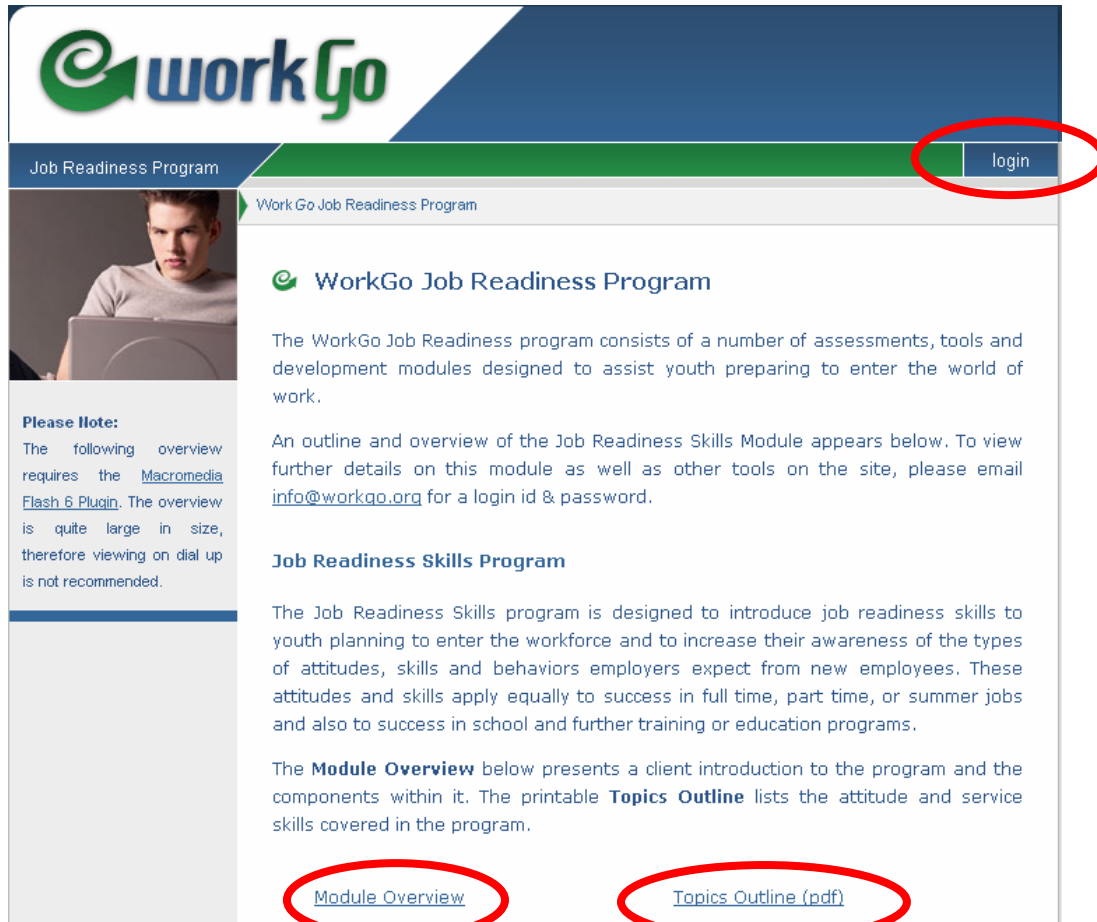 workGo
Job Readiness Program
login
Work Go Job Readiness Program
WorkGo Job Readiness Program
The WorkGo Job Readiness program consists of a number of assessments, tools and
development modules designed to assist youth preparing to enter the world of
work.
An outline and overview of the Job Readiness Skills Module appears below. To view
further details on this module as well as other tools on the site, please email
info@workgo.org for a login id & password.
Please Note:
The following overview
requires the Macromedia
Flash 6 Plugin. The overview
is quite large in size,
therefore viewing on dial up
is not recommended.
Job Readiness Skills Program
The Job Readiness Skills program is designed to introduce job readiness skills to
youth planning to enter the workforce and to increase their awareness of the types
of attitudes, skills and behaviors employers expect from new employees. These
attitudes and skills apply equally to success in full time, part time, or summer jobs
and also to success in school and further training or education programs.
The Module Overview below presents a client introduction to the program and the
components within it. The printable Topics Outline lists the attitude and service
skills covered in the program.
Module Overview
Topics Outline (pdf)